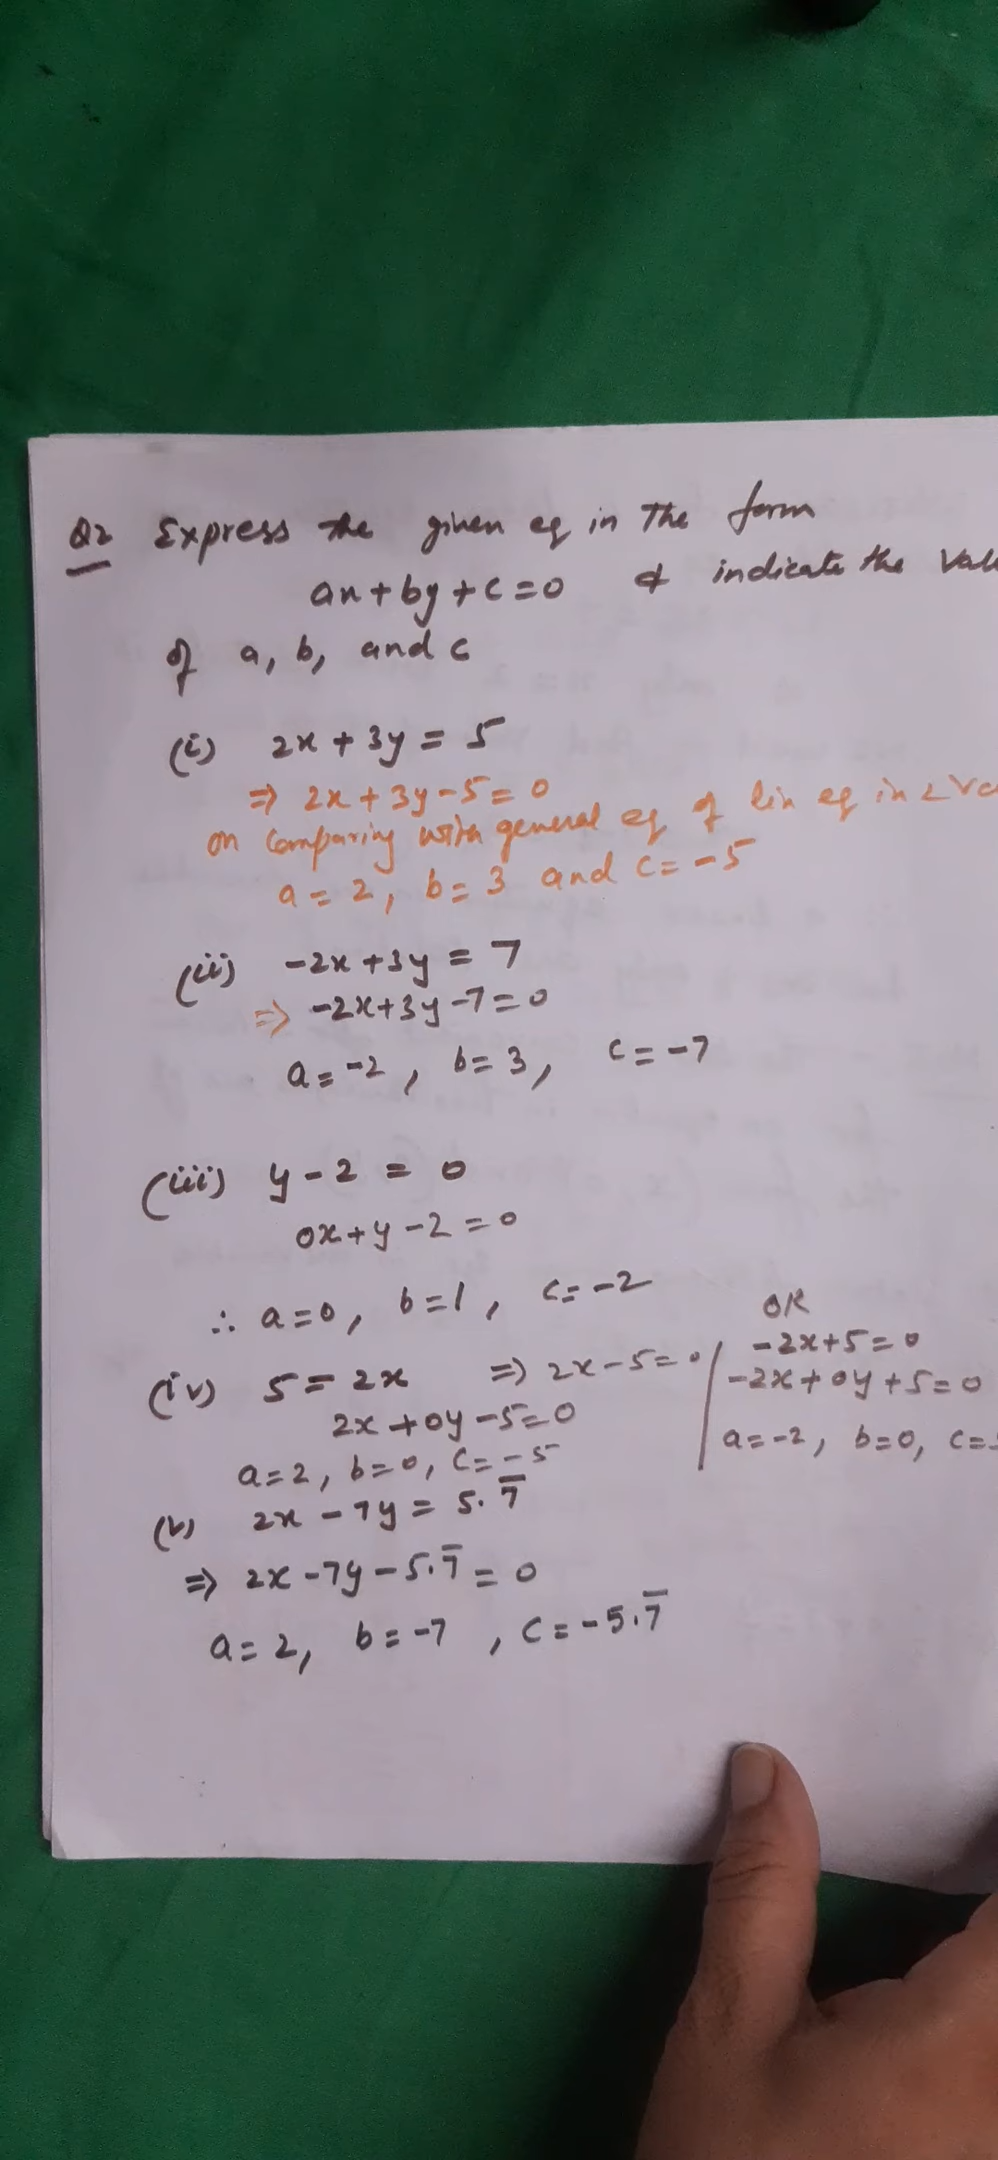 Q2 Express the given eq in the form
ax+by+c=0 & indicate the
of a, b, and c
(i) 2x + 3y = 5
⇒ 2x + 3y - 5 = 0
on comparing with general eq of lin eq in 2
a = 2, b = 3 and c = -5
(ii) -2x + 3y = 7
⇒ -2x+3y-7=0
a = -2, b = 3, c = -7
(iii) y - 2 = 0
0x + y - 2 = 0
∴ a=0, b=1, c=-2
(iv) 5 = 2x ⇒ 2x-5=0
2x + 0y - 5 = 0
a=2, b=0, c=-5
OR
-2x+5=0
-2x+0y+5=0
a=-2, b=0, c=
(v) 2x - 7y = 5.7̅
⇒ 2x - 7y - 5.7̅ = 0
a = 2, b = -7, c = -5.7̅